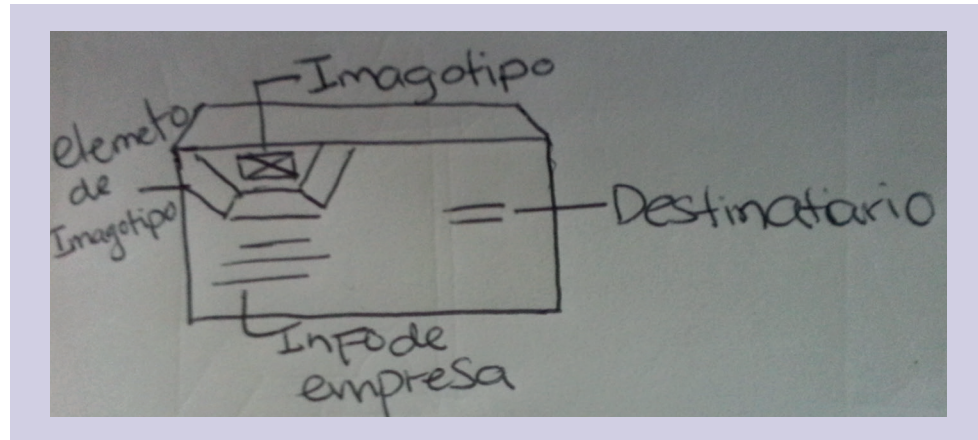 Imagotipo
elemeto
de
Imagotipo
Destinatario
Info de
empresa